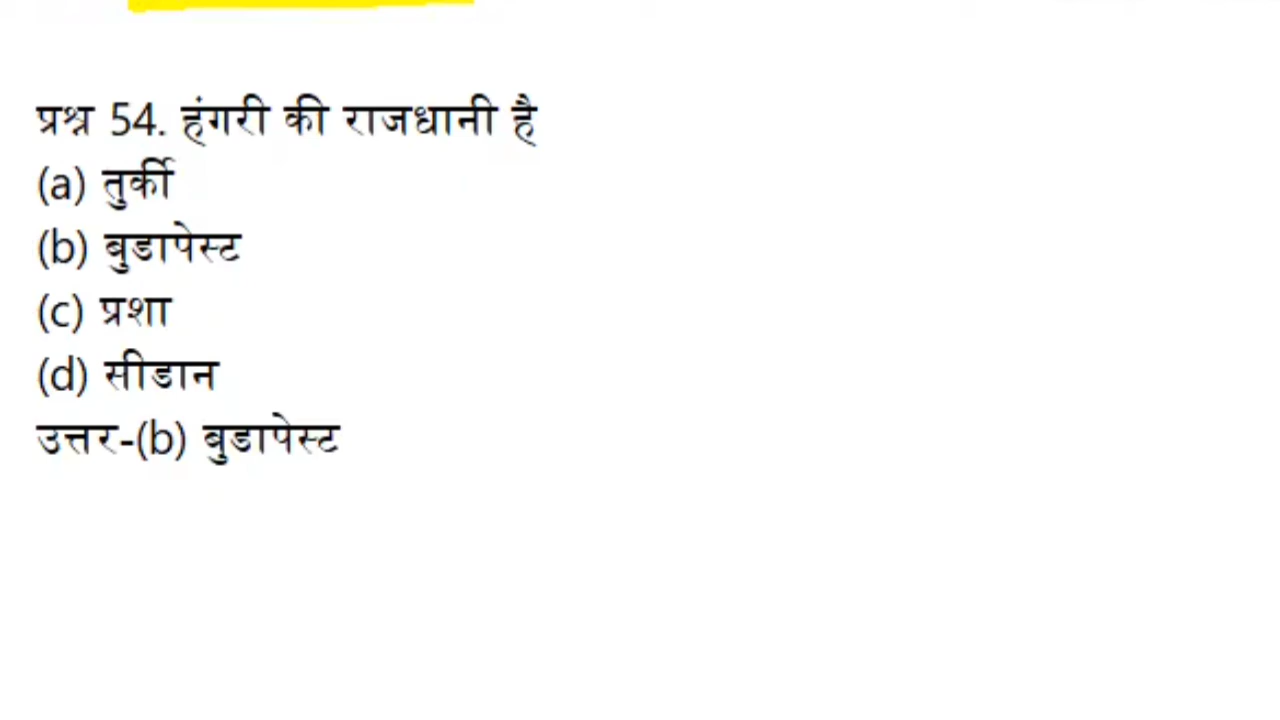 प्रश्न 54. हंगरी की राजधानी है
(a) तुर्की
(b) बुडापेस्ट
(c) प्रशा
(d) सीडान
उत्तर-(b) बुडापेस्ट